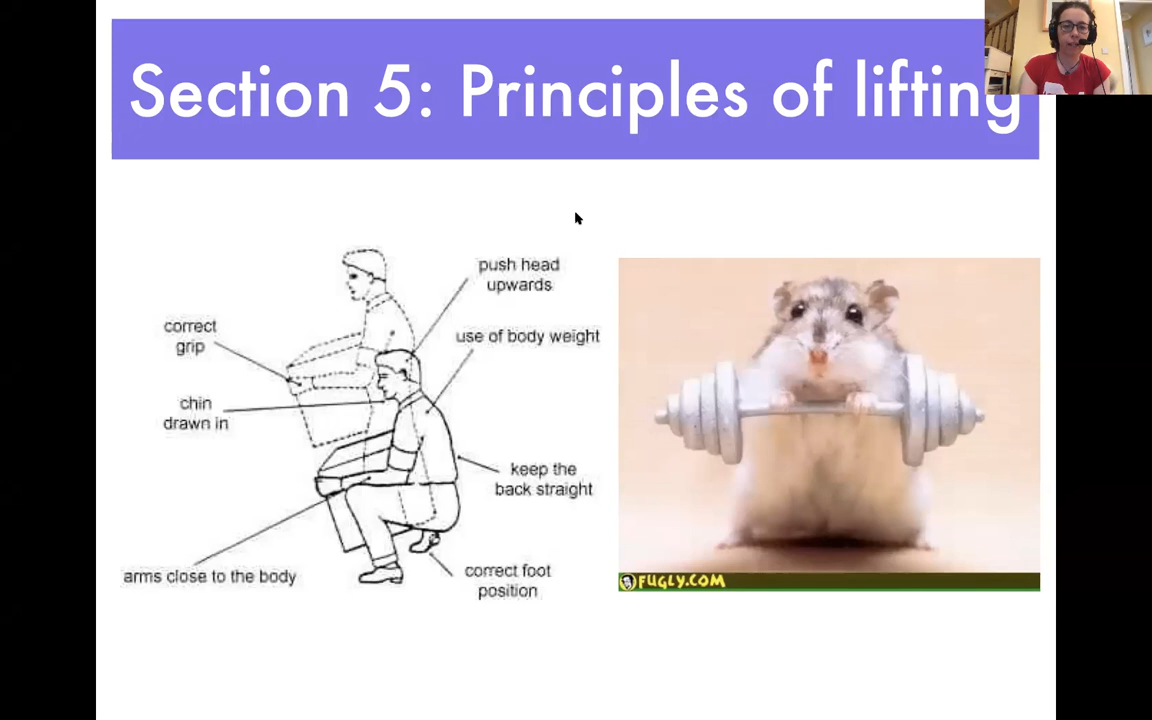 Section 5: Principles of lifting
push head
upwards
correct
grip
use of body weight
chin
drawn in
keep the
back straight
arms close to the body
correct foot
position
FUGLY.COM